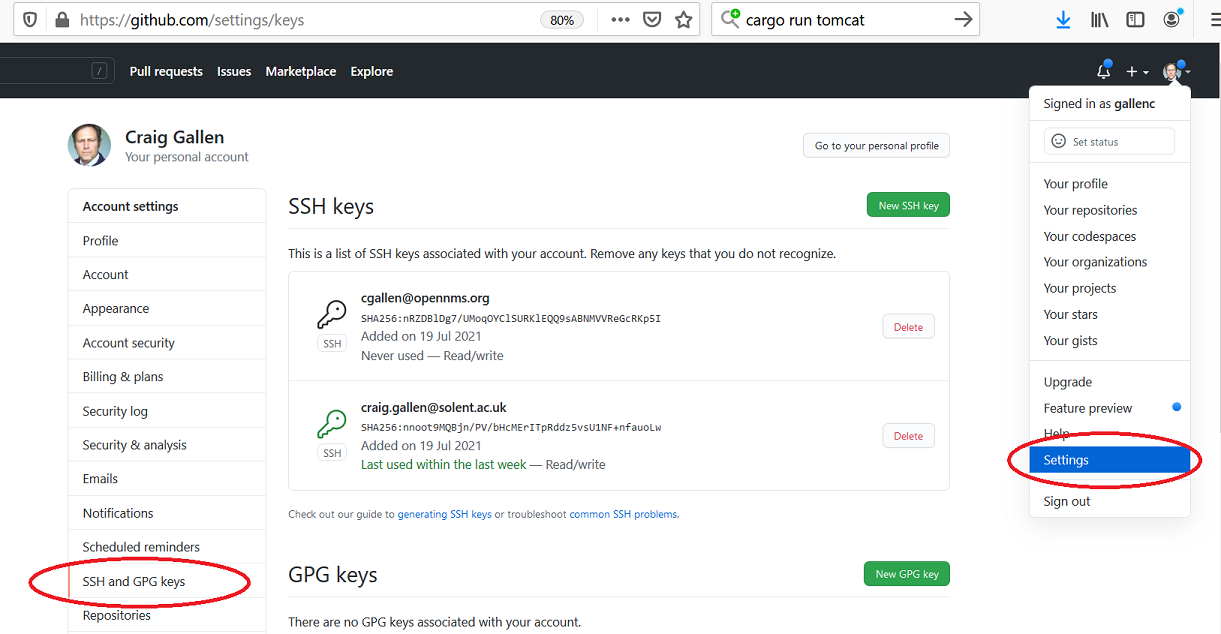 https://github.com/settings/keys
80%
cargo run tomcat
/
Pull requests Issues Marketplace Explore
Signed in as gallenc
Set status
Your profile
Your repositories
Your codespaces
Your organizations
Your projects
Your stars
Your gists
Upgrade
Feature preview
Help
Settings
Sign out
Craig Gallen
Your personal account
Go to your personal profile
Account settings
Profile
Account
Appearance
Account security
Billing & plans
Security log
Security & analysis
Emails
Notifications
Scheduled reminders
SSH and GPG keys
Repositories
SSH keys
New SSH key
This is a list of SSH keys associated with your account. Remove any keys that you do not recognize.
SSH
cgallen@opennms.org
SHA256:nRZDBlDg7/UMoqOYClSURKlEQQ9sABNMVVReGcRKp5I
Added on 19 Jul 2021
Never used — Read/write
Delete
SSH
craig.gallen@solent.ac.uk
SHA256:nnoot9MQBjn/PV/bHcMErITpRddz5vsU1NF+nfauoLw
Added on 19 Jul 2021
Last used within the last week — Read/write
Delete
Check out our guide to generating SSH keys or troubleshoot common SSH problems.
GPG keys
New GPG key
There are no GPG keys associated with your account.